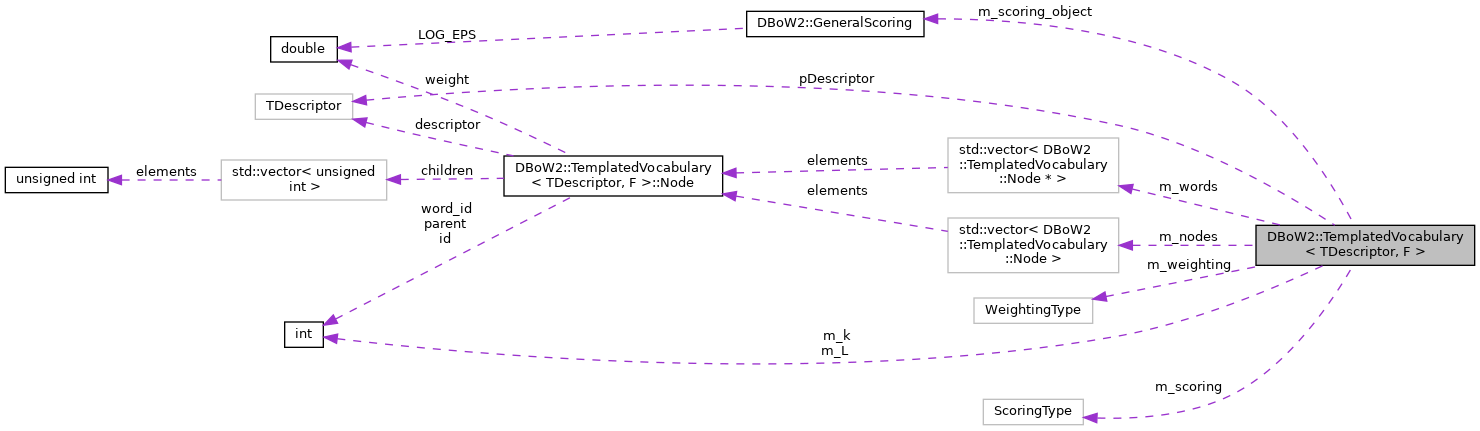 m_scoring_object
DBoW2::GeneralScoring
LOG_EPS
double
weight
pDescriptor
TDescriptor
descriptor
std::vector< DBoW2
::TemplatedVocabulary
::Node * >
elements
DBoW2::TemplatedVocabulary
< TDescriptor, F >::Node
children
std::vector< unsigned
int >
elements
unsigned int
elements
m_words
word_id
parent
id
std::vector< DBoW2
::TemplatedVocabulary
::Node >
m_nodes
DBoW2::TemplatedVocabulary
< TDescriptor, F >
m_weighting
WeightingType
int
m_k
m_L
m_scoring
ScoringType